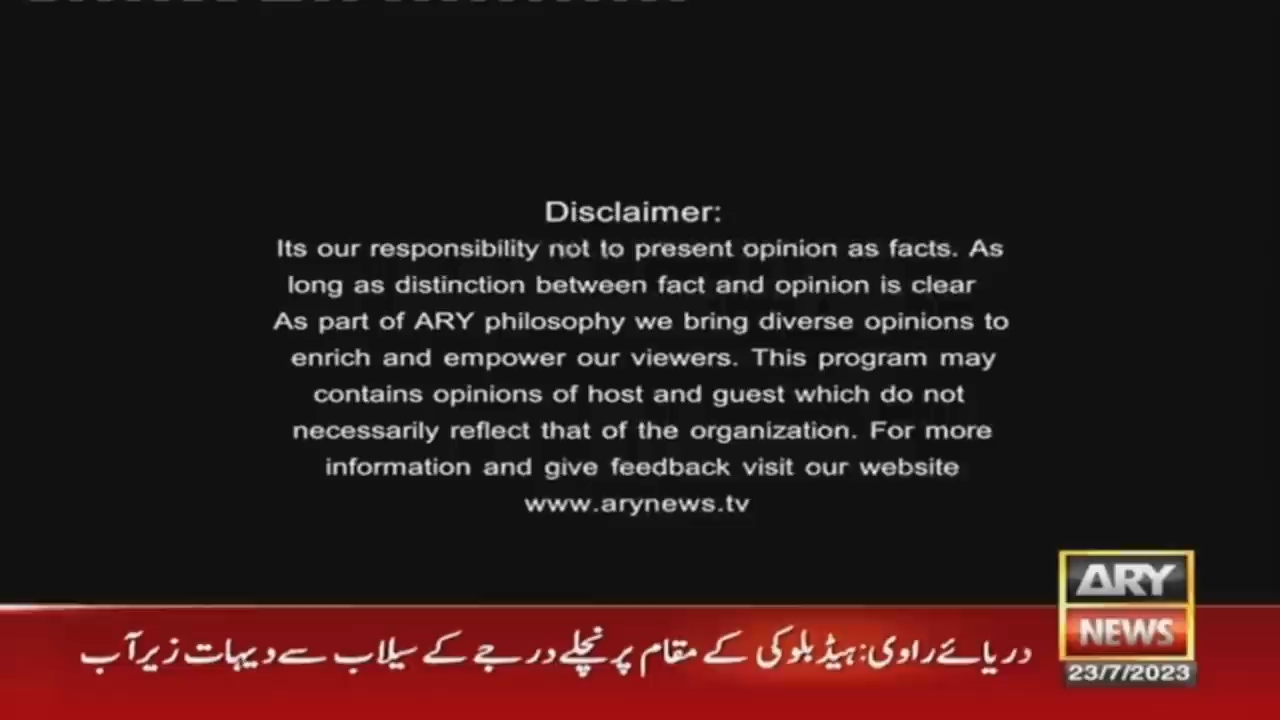 Disclaimer:
Its our responsibility not to present opinion as facts. As
long as distinction between fact and opinion is clear
As part of ARY philosophy we bring diverse opinions to
enrich and empower our viewers. This program may
contains opinions of host and guest which do not
necessarily reflect that of the organization. For more
information and give feedback visit our website
www.arynews.tv
ARY
NEWS
23/7/2023
دریائے راوی: ہیڈ بلوکی کے مقام پر نچلے درجے کے سیلاب سے دیہات زیر آب